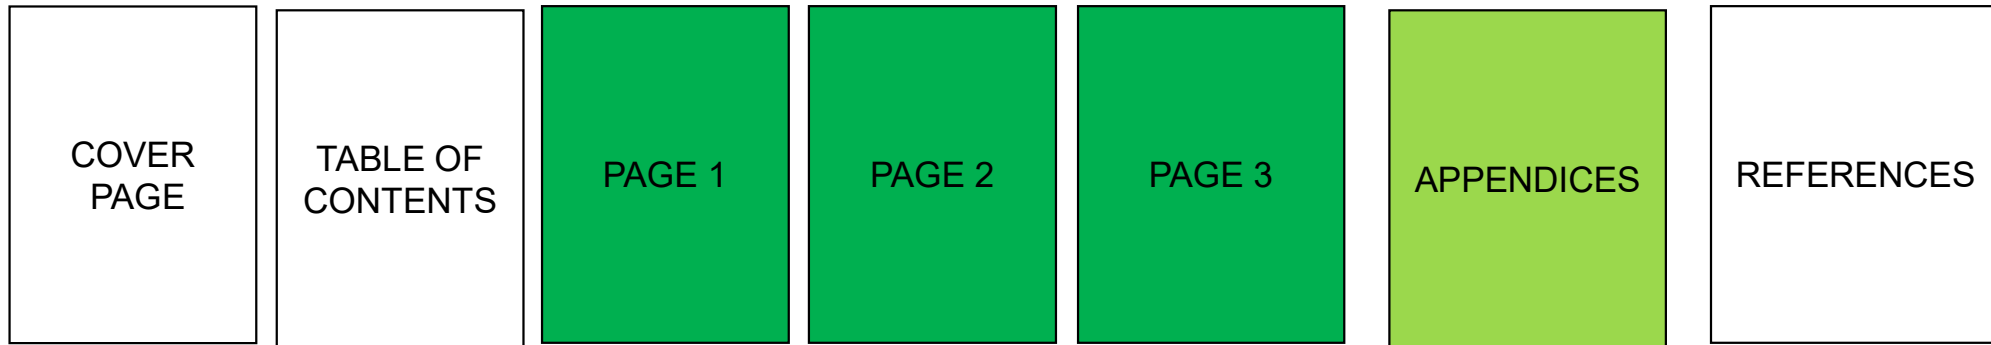 COVER
PAGE
TABLE OF
CONTENTS
PAGE 1
PAGE 2
PAGE 3
APPENDICES
REFERENCES